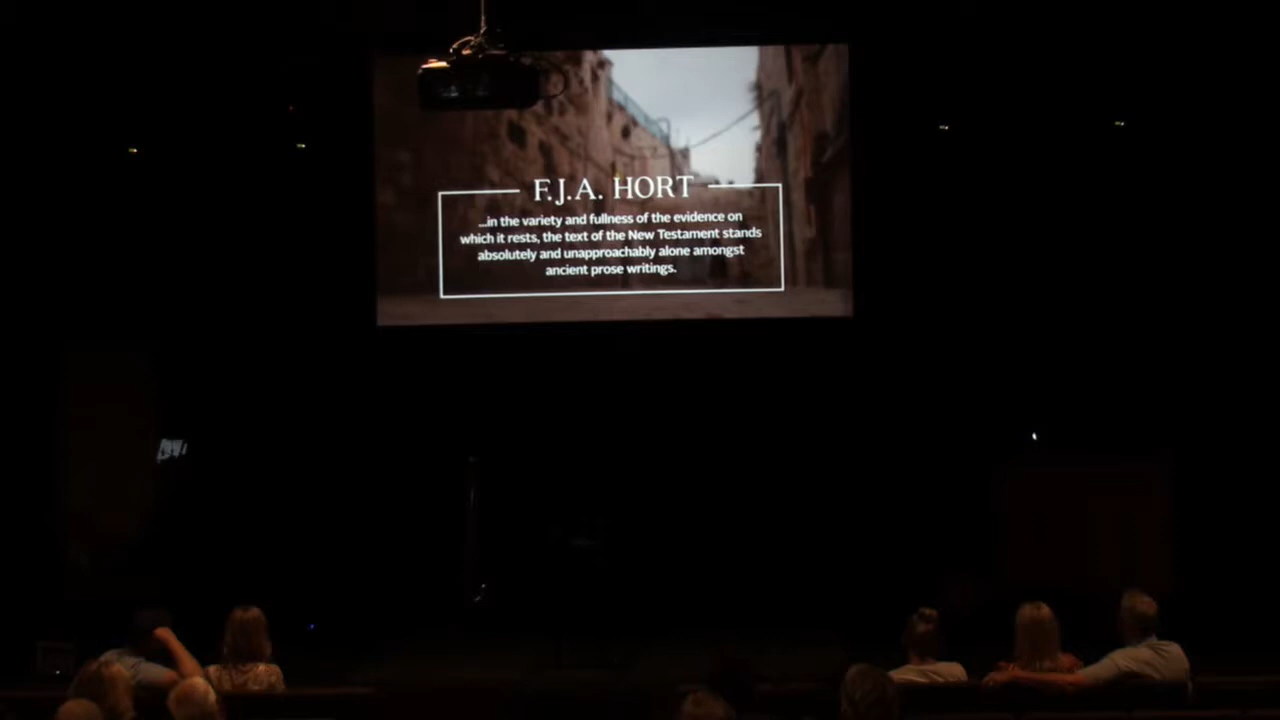 F.J.A. HORT
...in the variety and fullness of the evidence on
which it rests, the text of the New Testament stands
absolutely and unapproachably alone amongst
ancient prose writings.